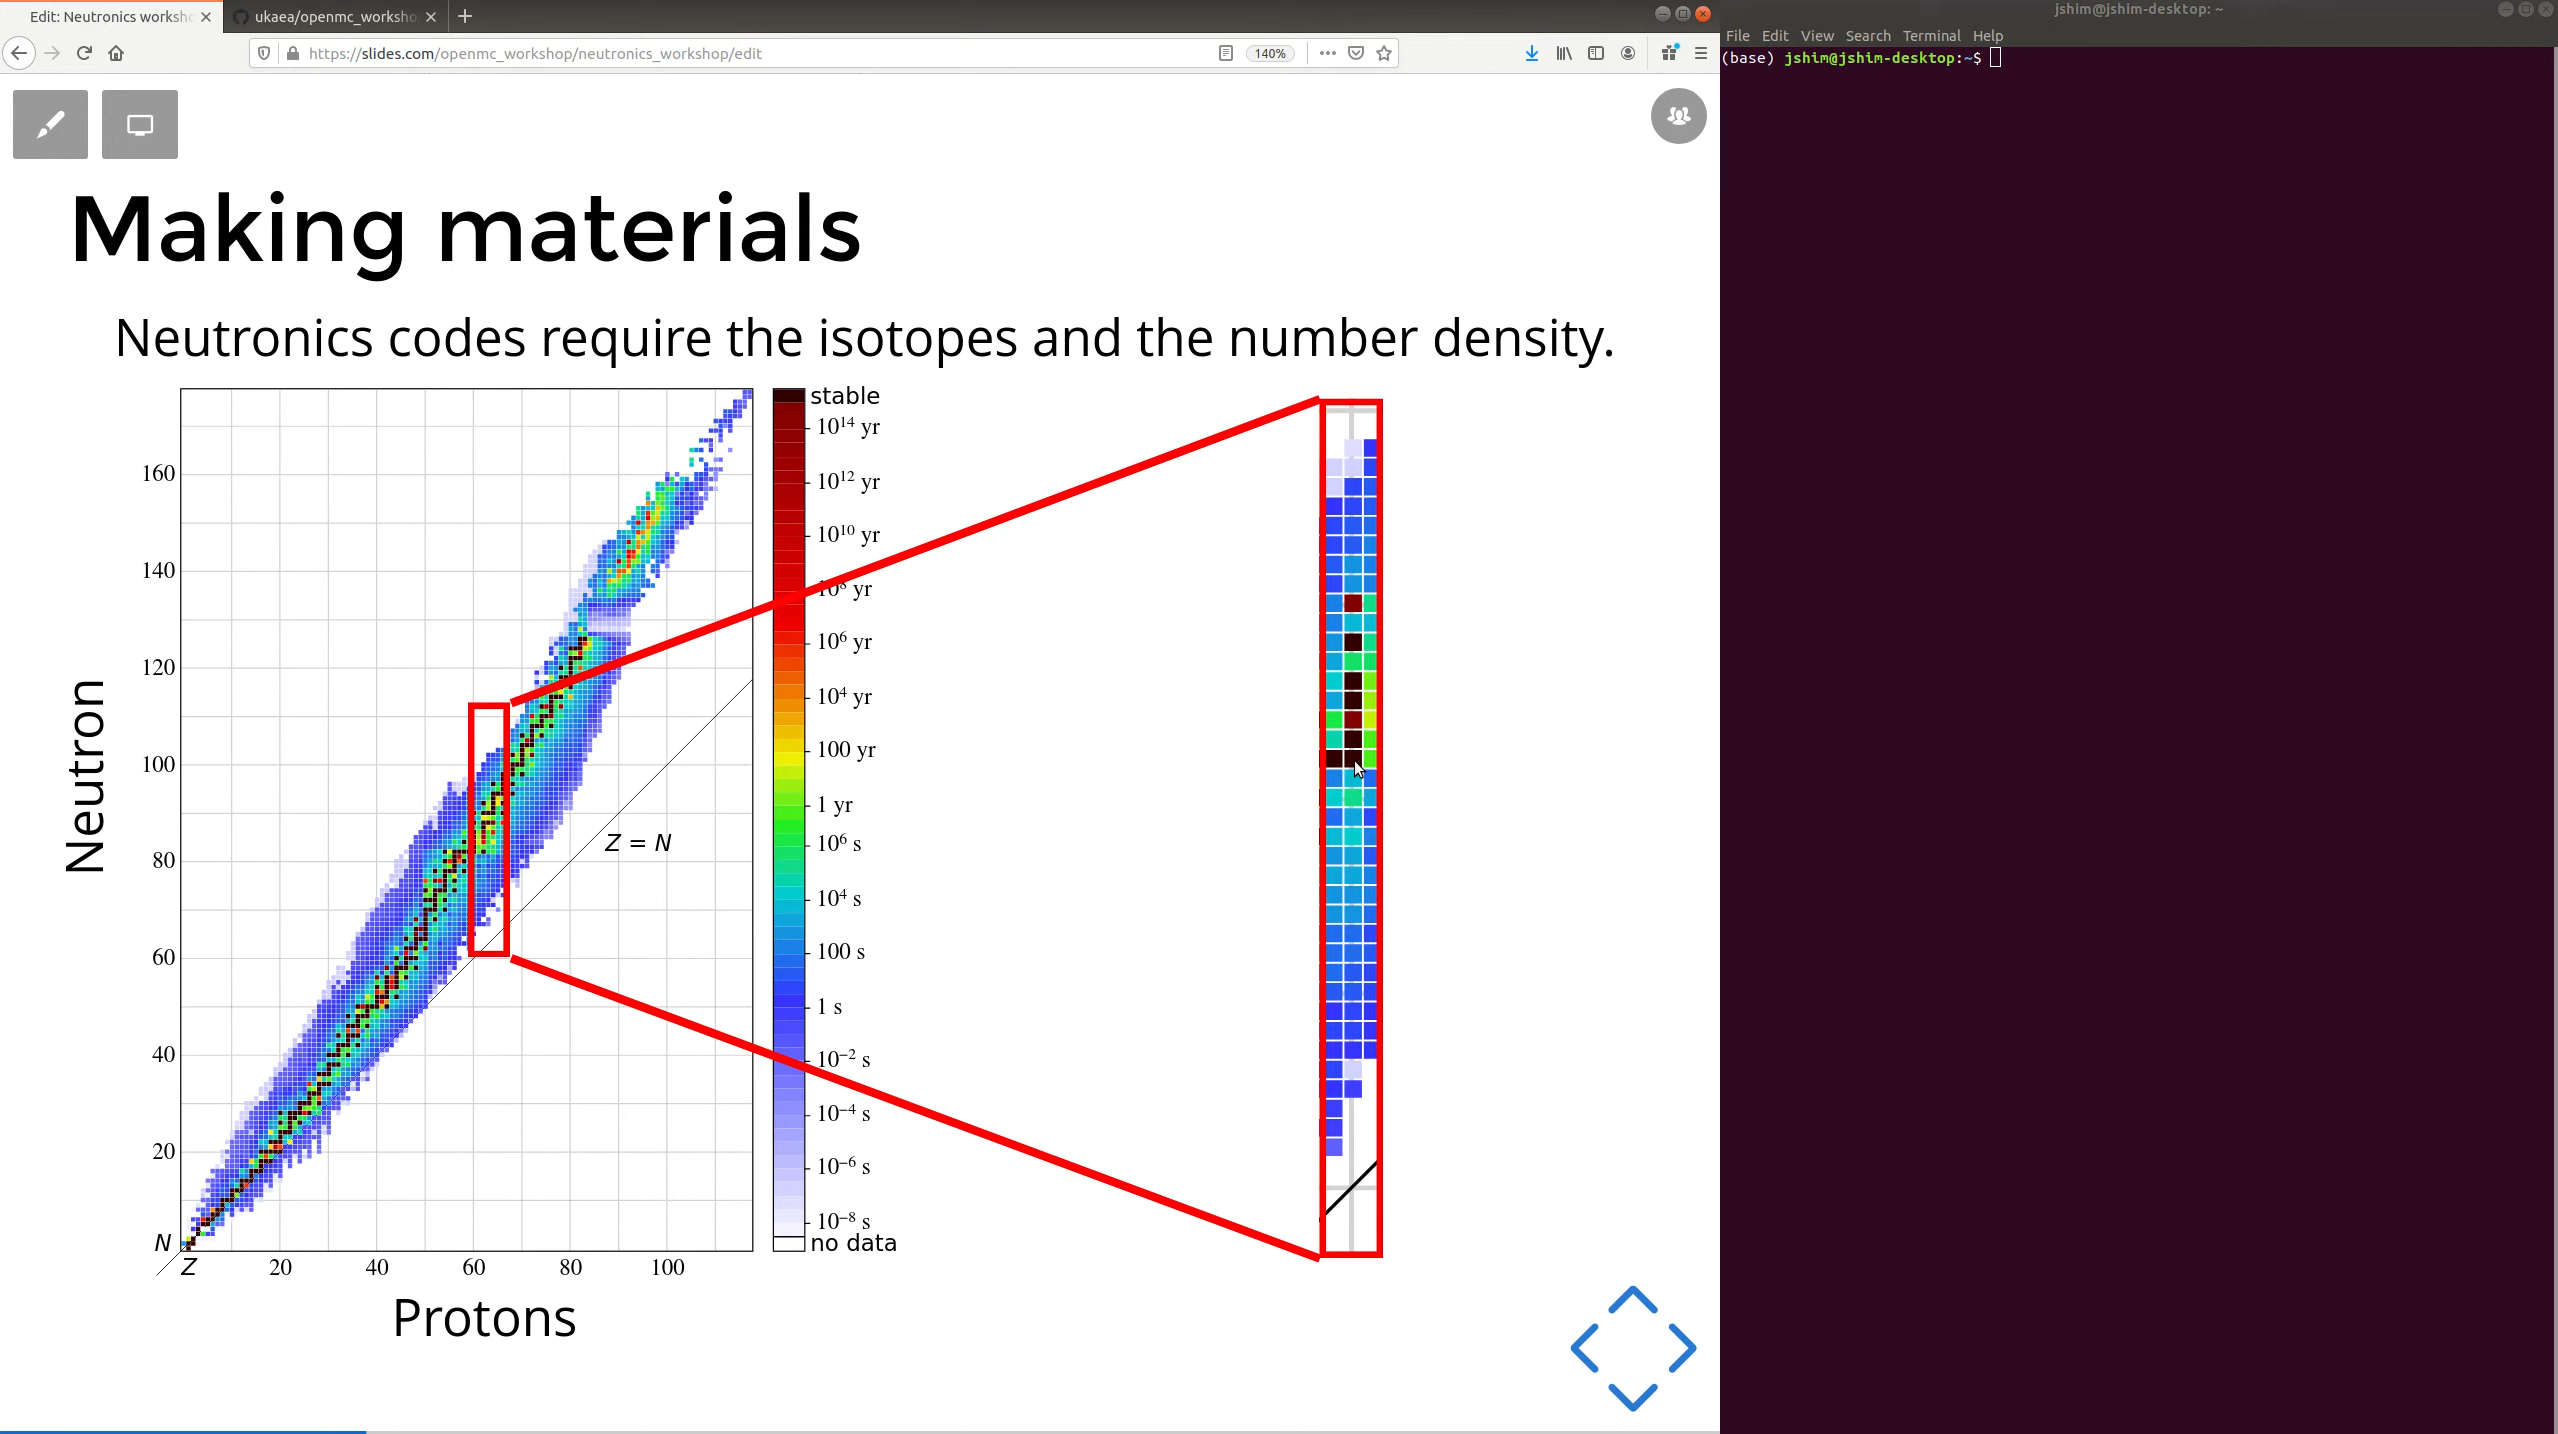 Edit: Neutronics worksho
ukaea/openmc_worksho
jshim@jshim-desktop: ~
https://slides.com/openmc_workshop/neutronics_workshop/edit
140%
File Edit View Search Terminal Help
(base) jshim@jshim-desktop:~$
Making materials
Neutronics codes require the isotopes and the number density.
Neutron
160
140
120
100
80
60
40
20
N
Z
20
40
60
80
100
Protons
Z = N
stable
10¹⁴ yr
10¹² yr
10¹⁰ yr
10⁸ yr
10⁶ yr
10⁴ yr
100 yr
1 yr
10⁶ s
10⁴ s
100 s
1 s
10⁻² s
10⁻⁴ s
10⁻⁶ s
10⁻⁸ s
no data